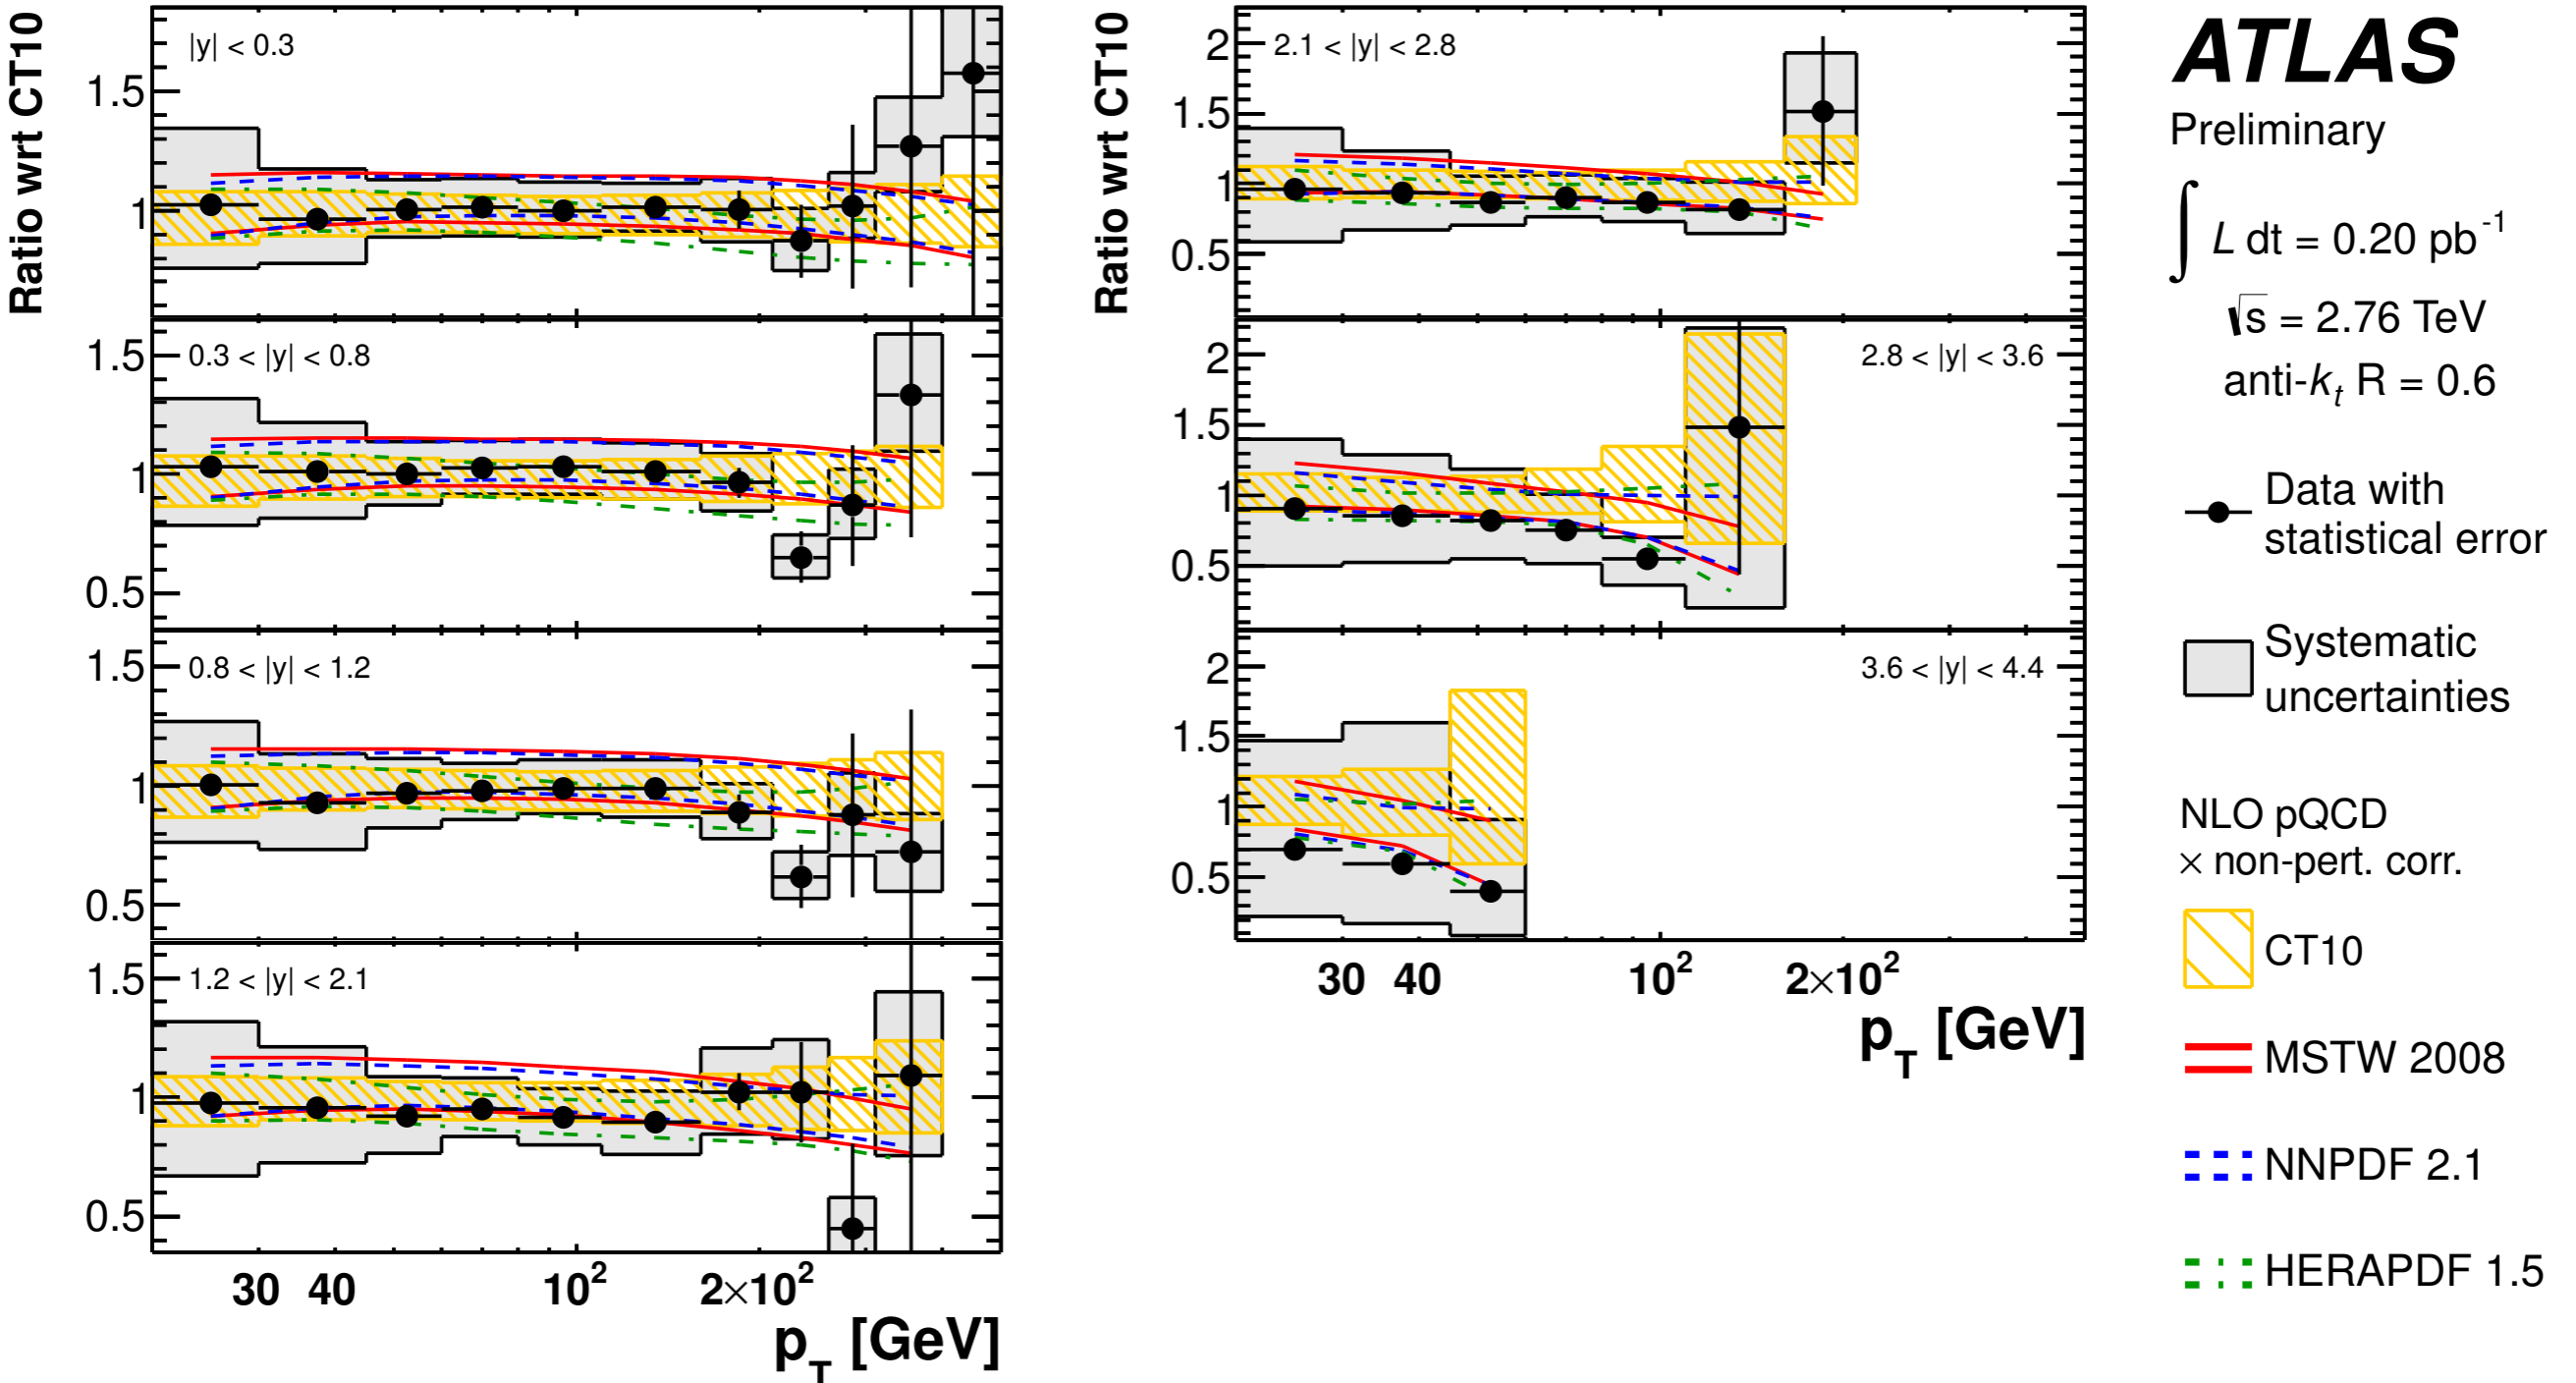 Ratio wrt CT10
|y| < 0.3
1.5
1
0.3 < |y| < 0.8
1.5
1
0.5
0.8 < |y| < 1.2
1.5
1
0.5
1.2 < |y| < 2.1
1.5
1
0.5
30 40 10² 2×10²
p_T [GeV]
Ratio wrt CT10
2.1 < |y| < 2.8
2
1.5
1
0.5
2.8 < |y| < 3.6
2
1.5
1
0.5
3.6 < |y| < 4.4
2
1.5
1
0.5
30 40 10² 2×10²
p_T [GeV]
ATLAS
Preliminary
∫ L dt = 0.20 pb⁻¹
√s = 2.76 TeV
anti-k_t R = 0.6
Data with
statistical error
Systematic
uncertainties
NLO pQCD
× non-pert. corr.
CT10
MSTW 2008
NNPDF 2.1
HERAPDF 1.5